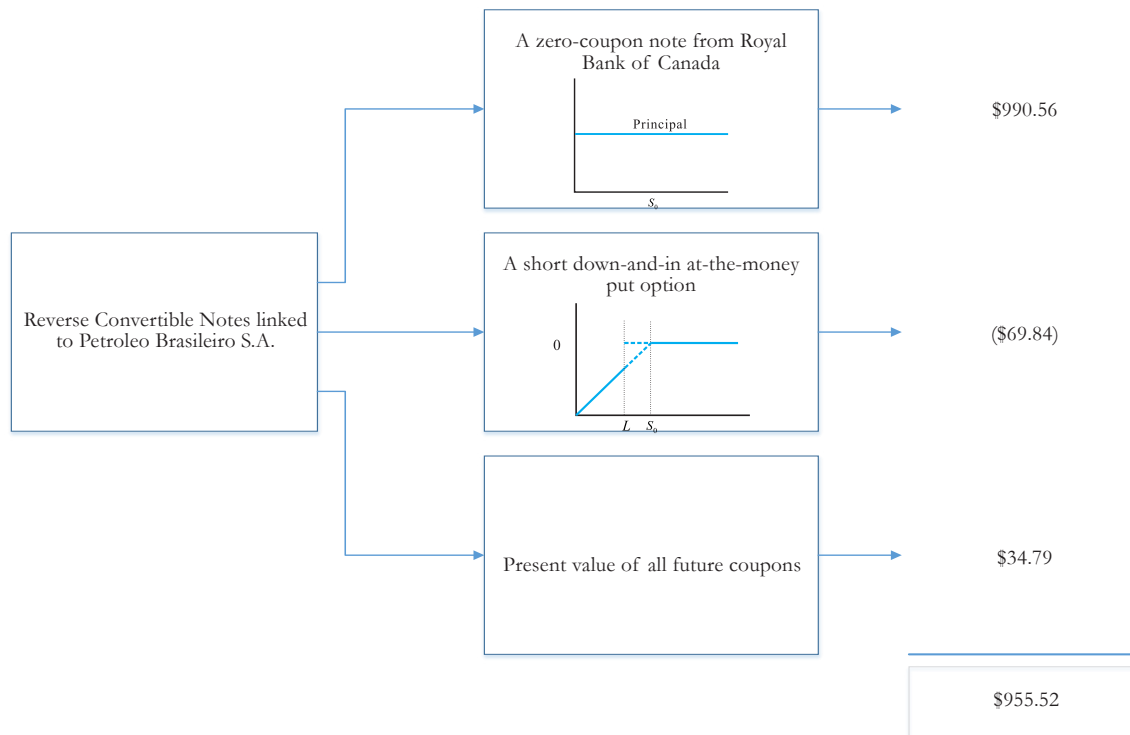 A zero-coupon note from Royal
Bank of Canada
Principal
S₀
$990.56
Reverse Convertible Notes linked
to Petroleo Brasileiro S.A.
A short down-and-in at-the-money
put option
0
L S₀
($69.84)
Present value of all future coupons
$34.79
$955.52